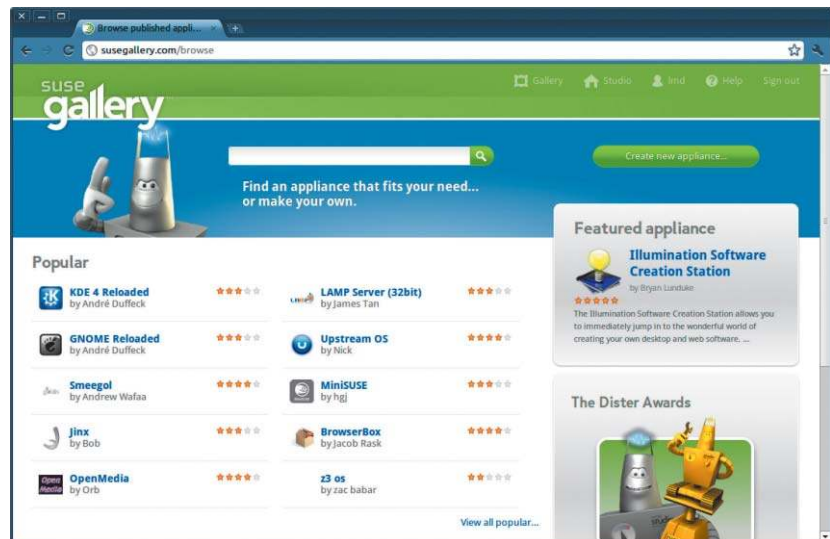 Browse published appli...
susegallery.com/browse
suse
gallery
Gallery
Studio
lmd
Help
Sign out
Create new appliance...
Find an appliance that fits your need...
or make your own.
Popular
KDE 4 Reloaded
by André Duffeck
LAMP Server (32bit)
by James Tan
GNOME Reloaded
by André Duffeck
Upstream OS
by Nick
Smeegol
by Andrew Wafaa
MiniSUSE
by hgj
Jinx
by Bob
BrowserBox
by Jacob Rask
Open
Media
OpenMedia
by Orb
z3 os
by zac babar
View all popular...
Featured appliance
Illumination Software
Creation Station
by Bryan Lunduke
The Illumination Software Creation Station allows you
to immediately jump in to the wonderful world of
creating your own desktop and web software. ...
The Dister Awards